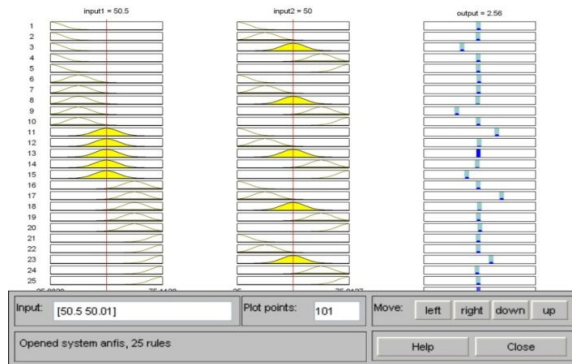 input1 = 50.5
input2 = 50
output = 2.56
1
2
3
4
5
6
7
8
9
10
11
12
13
14
15
16
17
18
19
20
21
22
23
24
25
Input:
[50.5 50.01]
Plot points:
101
Move:
left
right
down
up
Opened system anfis, 25 rules
Help
Close